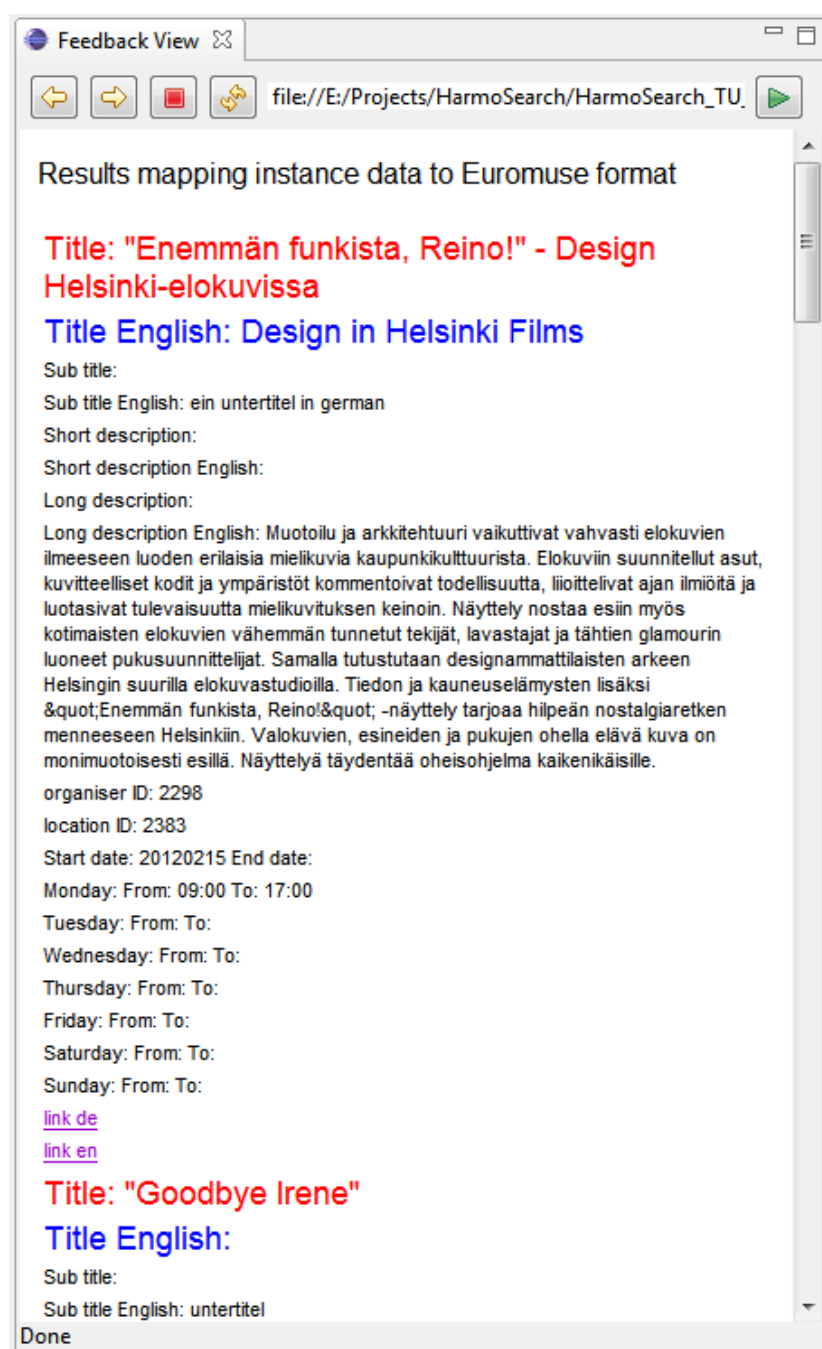 Feedback View
file://E:/Projects/HarmoSearch/HarmoSearch_TU_
Results mapping instance data to Euromuse format
Title: "Enemmän funkista, Reino!" - Design
Helsinki-elokuvissa
Title English: Design in Helsinki Films
Sub title:
Sub title English: ein untertitel in german
Short description:
Short description English:
Long description:
Long description English: Muotoilu ja arkkitehtuuri vaikuttivat vahvasti elokuvien
ilmeeseen luoden erilaisia mielikuvia kaupunkikulttuurista. Elokuviin suunnitellut asut,
kuvitteelliset kodit ja ympäristöt kommentoivat todellisuutta, liioittelivat ajan ilmiöitä ja
luotasivat tulevaisuutta mielikuvituksen keinoin. Näyttely nostaa esiin myös
kotimaisten elokuvien vähemmän tunnetut tekijät, lavastajat ja tähtien glamourin
luoneet pukusuunnittelijat. Samalla tutustutaan designammattilaisten arkeen
Helsingin suurilla elokuvastudioilla. Tiedon ja kauneuselämysten lisäksi
&quot;Enemmän funkista, Reino!&quot; -näyttely tarjoaa hilpeän nostalgiaretken
menneeseen Helsinkiin. Valokuvien, esineiden ja pukujen ohella elävä kuva on
monimuotoisesti esillä. Näyttelyä täydentää oheisohjelma kaikenikäisille.
organiser ID: 2298
location ID: 2383
Start date: 20120215 End date:
Monday: From: 09:00 To: 17:00
Tuesday: From: To:
Wednesday: From: To:
Thursday: From: To:
Friday: From: To:
Saturday: From: To:
Sunday: From: To:
link de
link en
Title: "Goodbye Irene"
Title English:
Sub title:
Sub title English: untertitel
Done